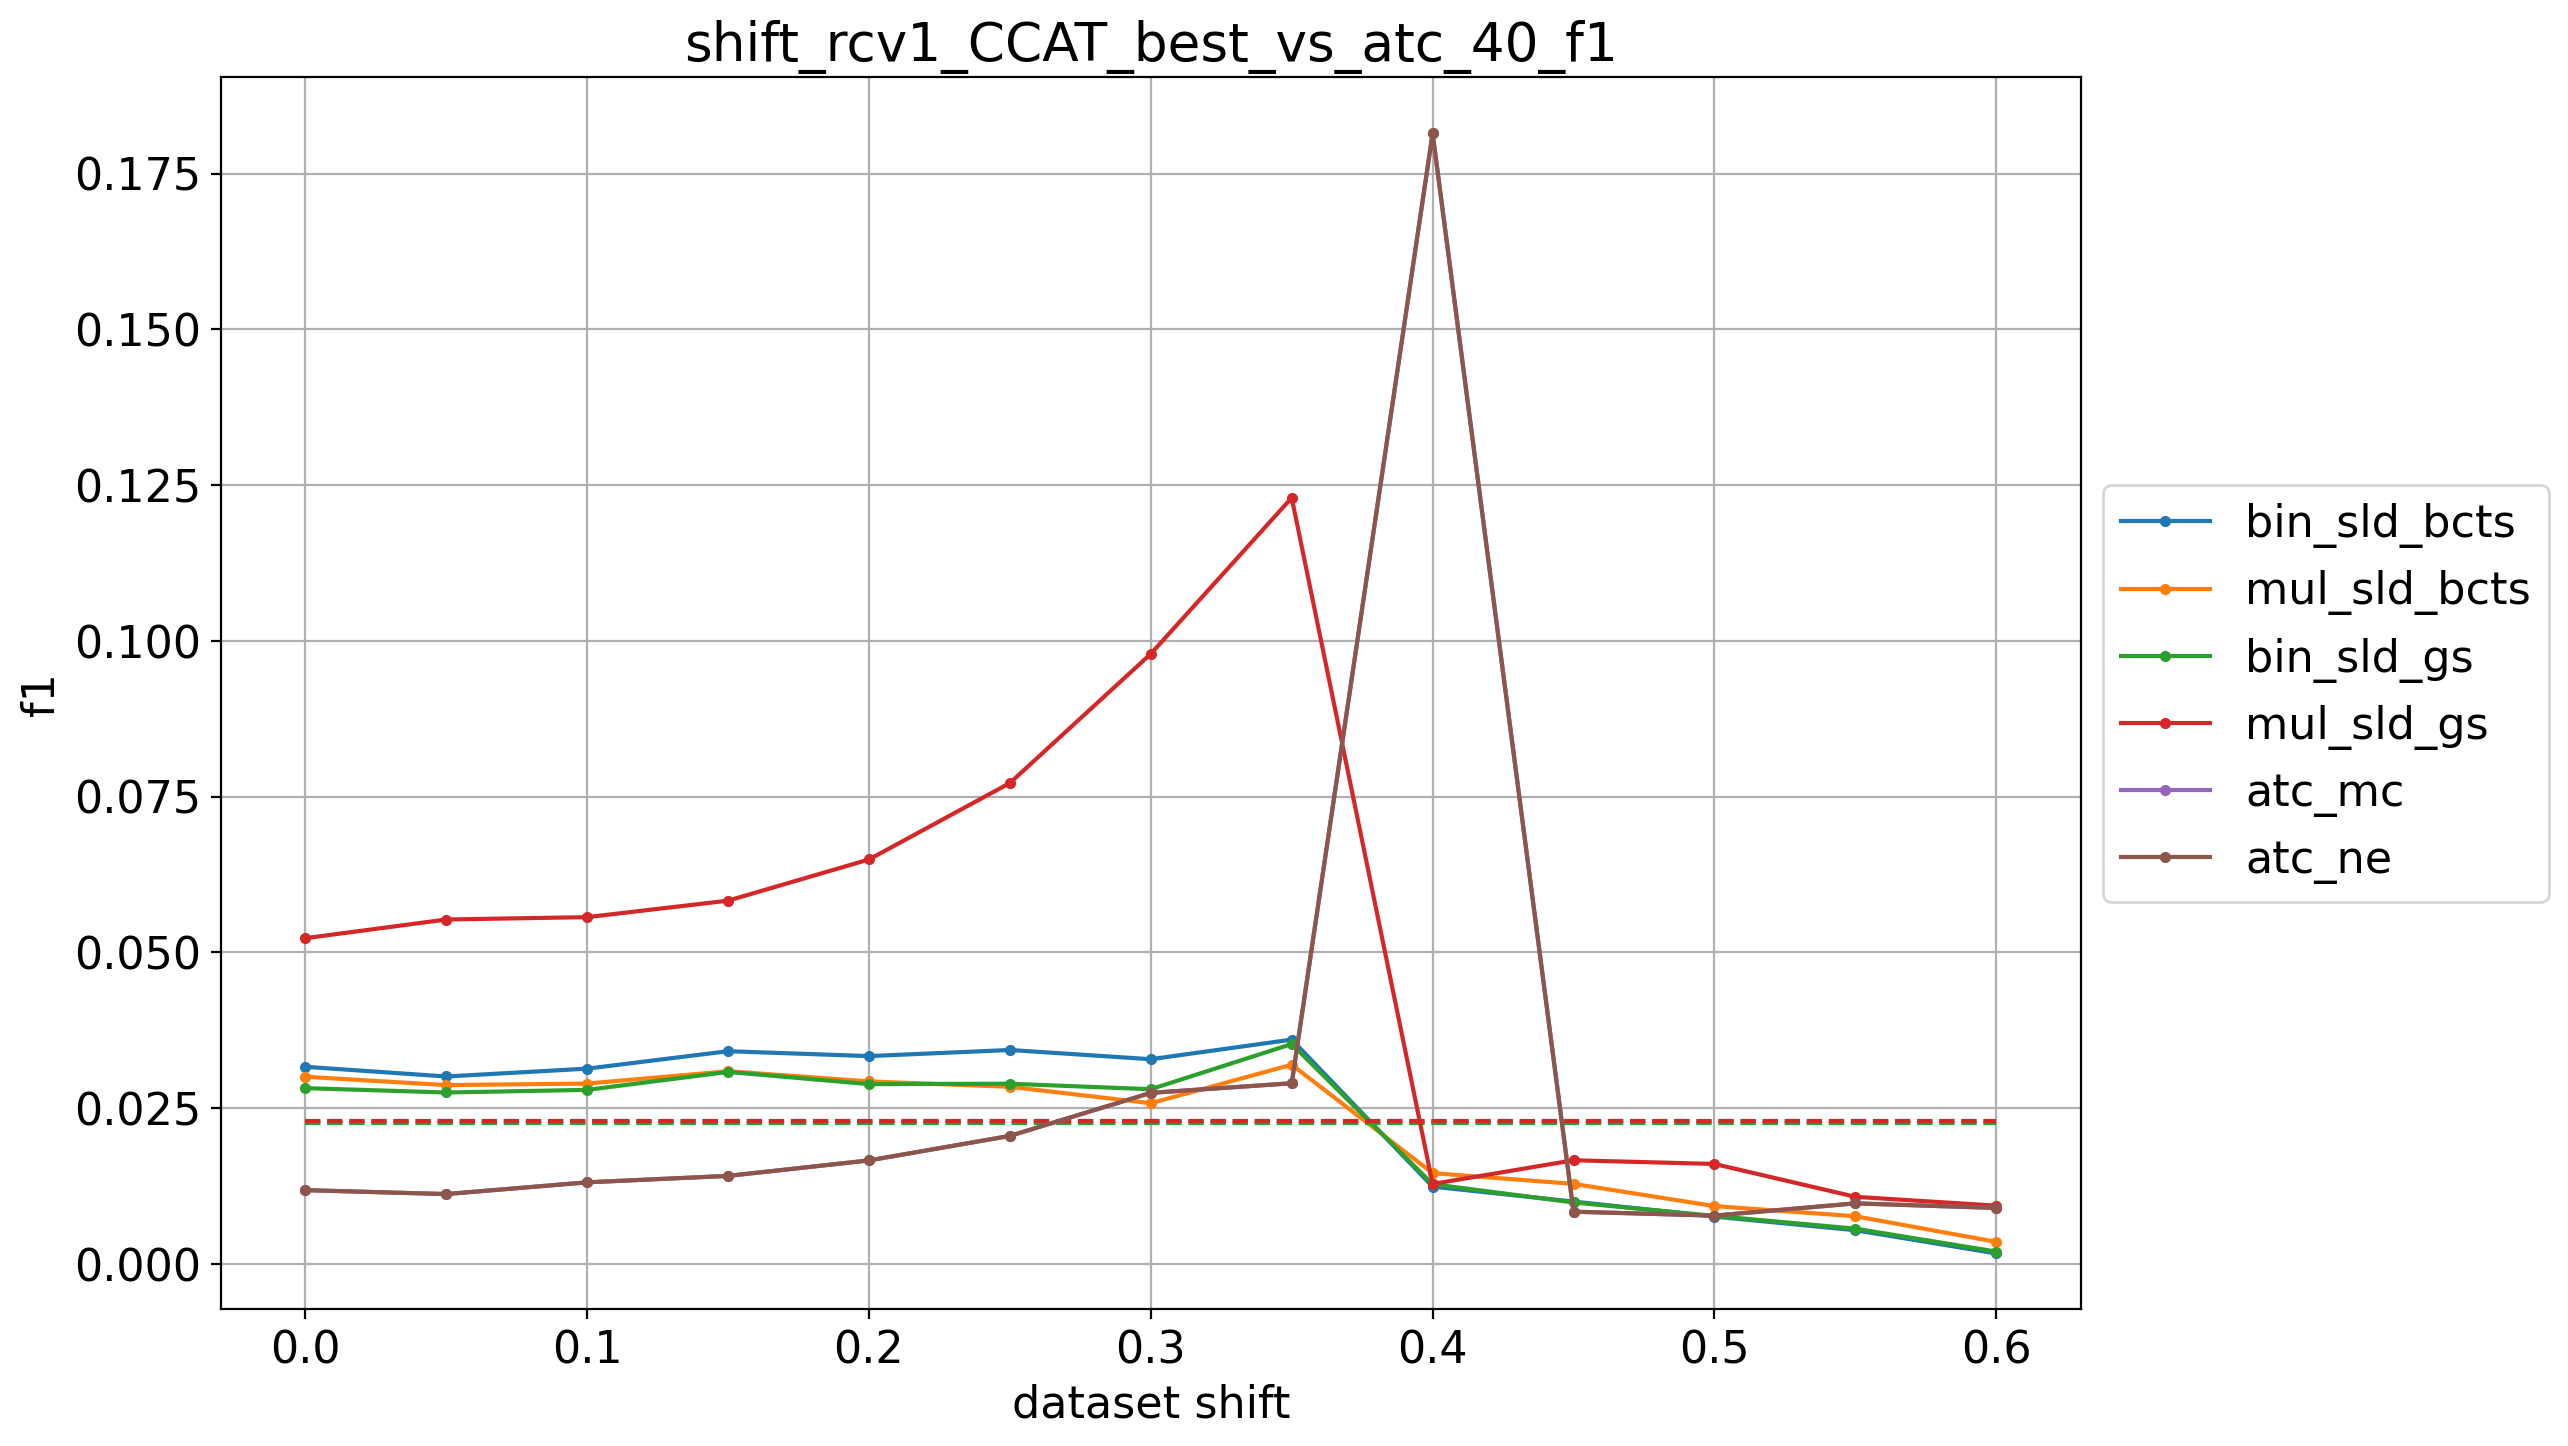 shift_rcv1_CCAT_best_vs_atc_40_f1
0.175
0.150
0.125
0.100
0.075
0.050
0.025
0.000
f1
0.0 0.1 0.2 0.3 0.4 0.5 0.6
dataset shift
bin_sld_bcts
mul_sld_bcts
bin_sld_gs
mul_sld_gs
atc_mc
atc_ne